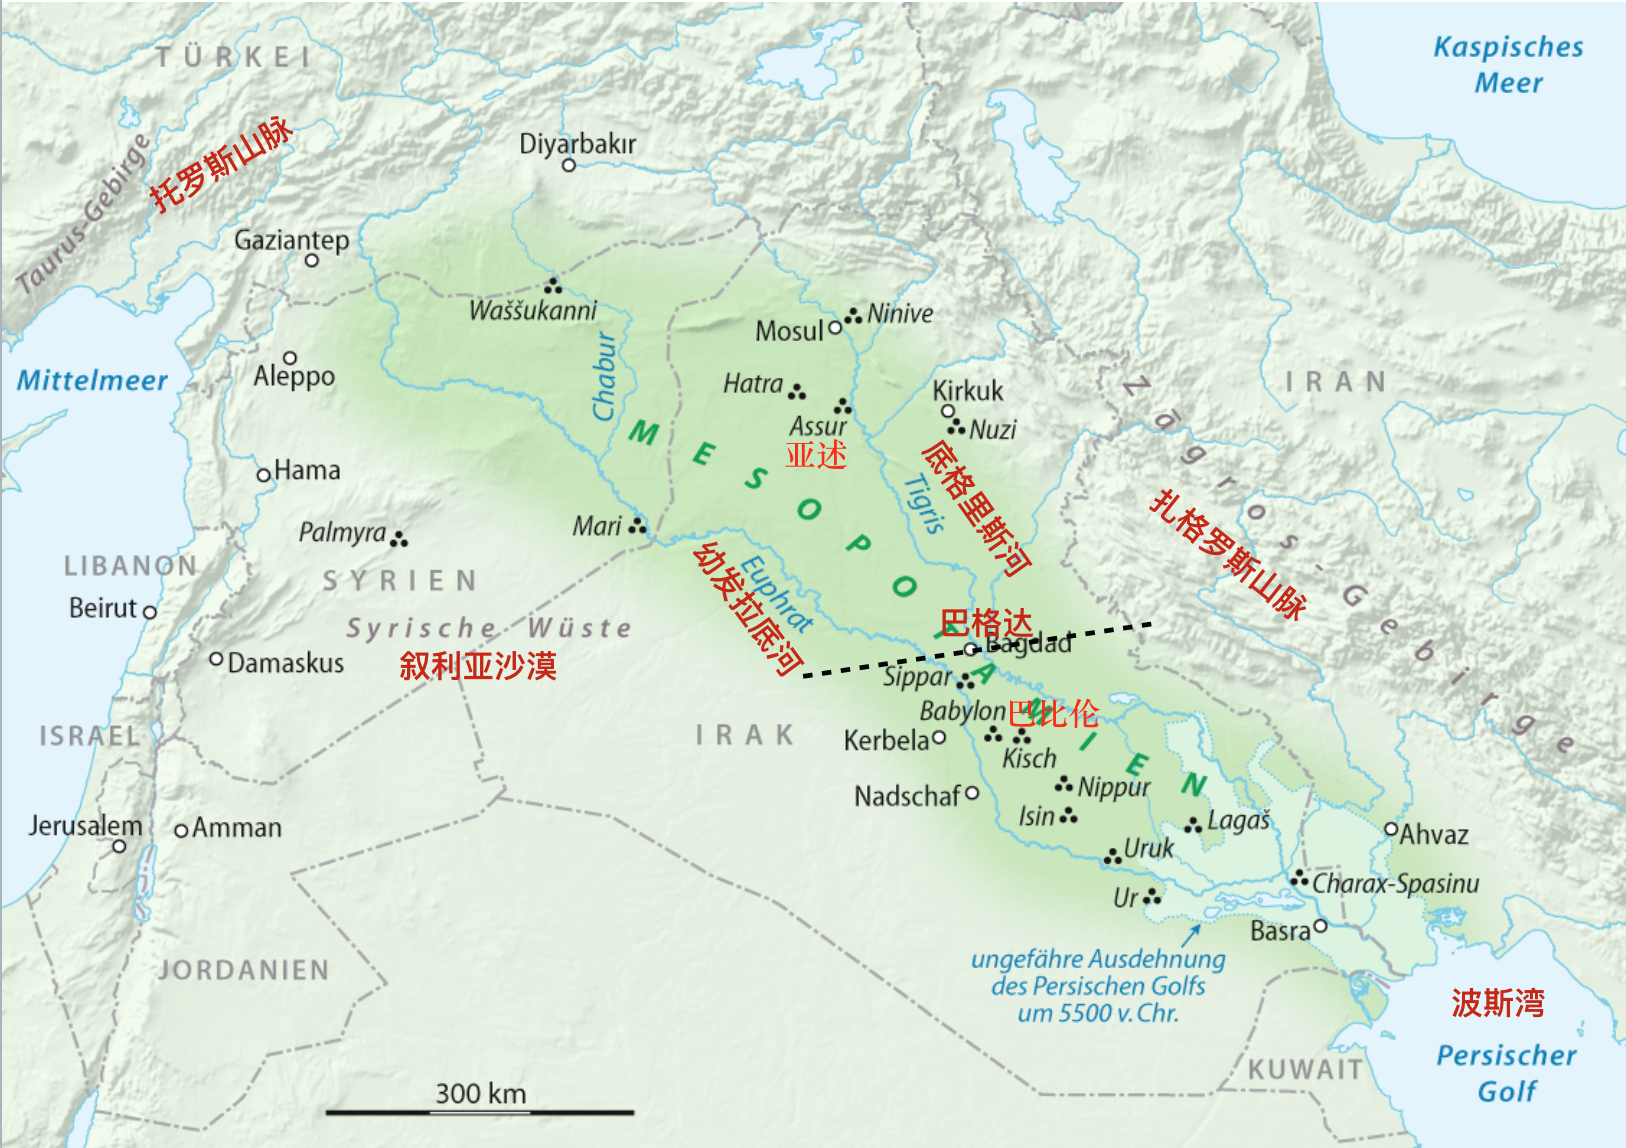 TÜRKEI
Kaspisches
Meer
托罗斯山脉
Taurus-Gebirge
Diyarbakır
Gaziantep
Waššukanni
Chabur
Mosul
Ninive
Mittelmeer
Aleppo
Hatra
Assur
亚述
Kirkuk
Nuzi
IRAN
Zāgros-Gebirge
扎格罗斯山脉
MESOPOTAMIEN
Hama
Palmyra
Mari
Tigris
底格里斯河
Euphrat
幼发拉底河
LIBANON
SYRIEN
Beirut
Syrische Wüste
叙利亚沙漠
Damaskus
巴格达
Bagdad
Sippar
Babylon
巴比伦
ISRAEL
IRAK
Kerbela
Kisch
Nadschaf
Nippur
Isin
Lagaš
Jerusalem
Amman
Uruk
Ahvaz
Ur
Charax-Spasinu
Basra
JORDANIEN
ungefähre Ausdehnung
des Persischen Golfs
um 5500 v. Chr.
波斯湾
Persischer
Golf
KUWAIT
300 km